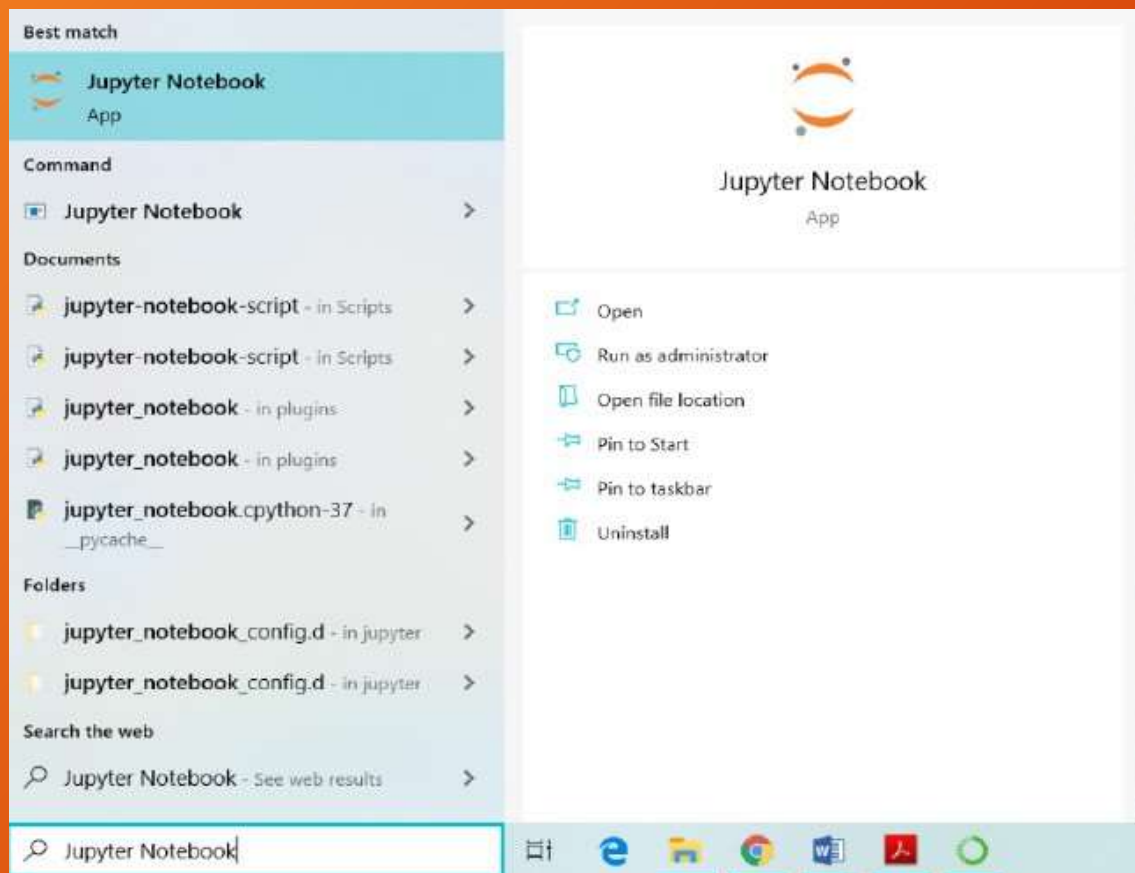 Best match
Jupyter Notebook
App
Command
Jupyter Notebook
Documents
jupyter-notebook-script - in Scripts
jupyter-notebook-script - in Scripts
jupyter_notebook - in plugins
jupyter_notebook - in plugins
jupyter_notebook.cpython-37 - in
__pycache__
Folders
jupyter_notebook_config.d - in jupyter
jupyter_notebook_config.d - in jupyter
Search the web
Jupyter Notebook - See web results
Jupyter Notebook
Jupyter Notebook
App
Open
Run as administrator
Open file location
Pin to Start
Pin to taskbar
Uninstall